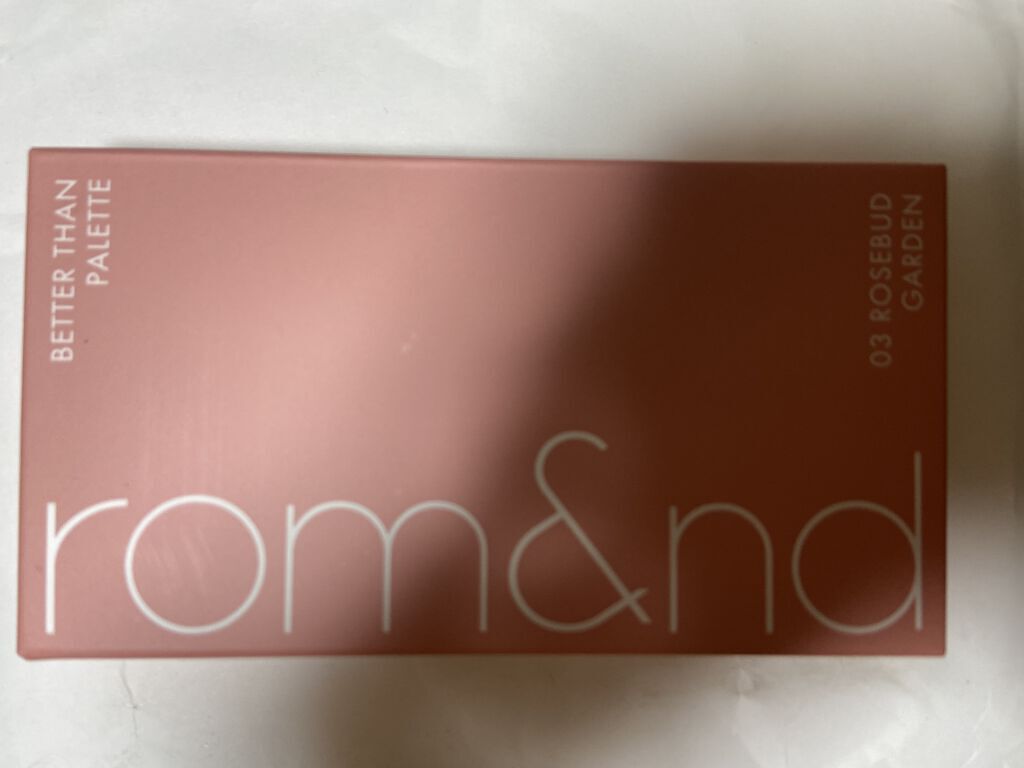 BETTER THAN
PALETTE
03 ROSEBUD
GARDEN
rom&nd